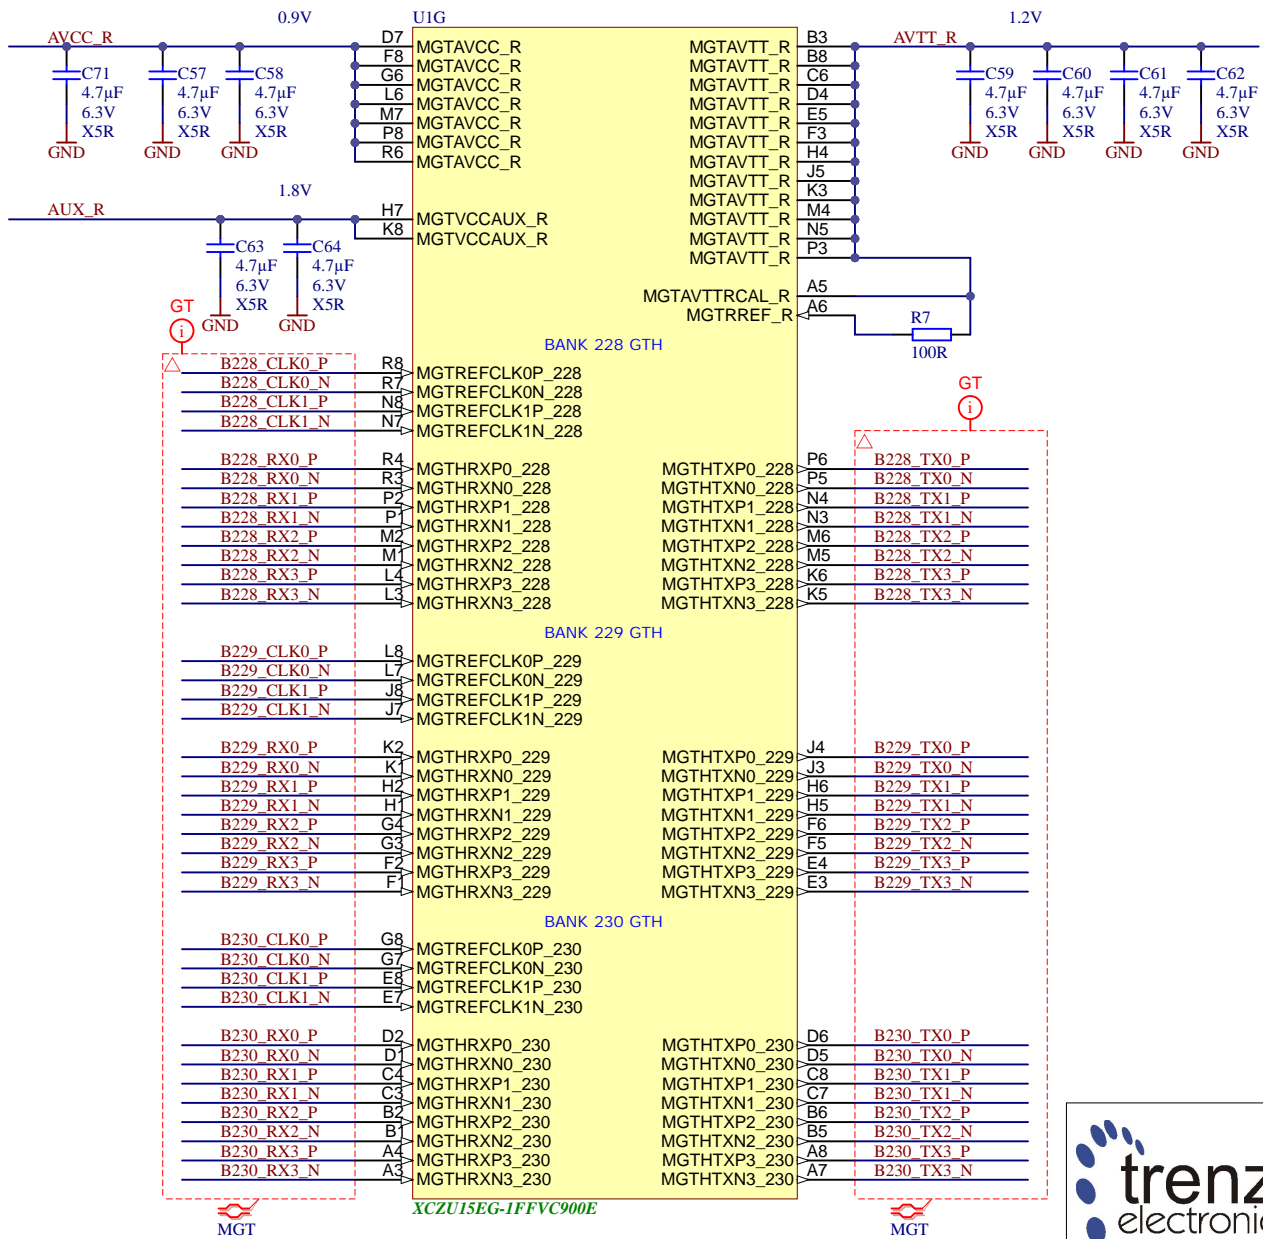 0.9V
U1G
1.2V
AVCC_R
D7 MGTAVCC_R
F8 MGTAVCC_R
G6 MGTAVCC_R
L6 MGTAVCC_R
M7 MGTAVCC_R
P8 MGTAVCC_R
R6 MGTAVCC_R
C71
4.7µF
6.3V
X5R
GND
C57
4.7µF
6.3V
X5R
GND
C58
4.7µF
6.3V
X5R
GND
MGTAVTT_R B3
MGTAVTT_R B8
MGTAVTT_R C6
MGTAVTT_R D4
MGTAVTT_R E5
MGTAVTT_R F3
MGTAVTT_R H4
MGTAVTT_R J5
MGTAVTT_R K3
MGTAVTT_R M4
MGTAVTT_R N5
MGTAVTT_R P3
AVTT_R
C59
4.7µF
6.3V
X5R
GND
C60
4.7µF
6.3V
X5R
GND
C61
4.7µF
6.3V
X5R
GND
C62
4.7µF
6.3V
X5R
GND
1.8V
AUX_R
H7 MGTVCCAUX_R
K8 MGTVCCAUX_R
C63
4.7µF
6.3V
X5R
GND
C64
4.7µF
6.3V
X5R
GND
MGTAVTTRCAL_R A5
MGTRREF_R A6
R7
100R
GT
i
BANK 228 GTH
B228_CLK0_P R8 MGTREFCLK0P_228
B228_CLK0_N R7 MGTREFCLK0N_228
B228_CLK1_P N8 MGTREFCLK1P_228
B228_CLK1_N N7 MGTREFCLK1N_228
GT
i
B228_RX0_P R4 MGTHRXP0_228 MGTHTXP0_228 P6 B228_TX0_P
B228_RX0_N R3 MGTHRXN0_228 MGTHTXN0_228 P5 B228_TX0_N
B228_RX1_P P2 MGTHRXP1_228 MGTHTXP1_228 N4 B228_TX1_P
B228_RX1_N P1 MGTHRXN1_228 MGTHTXN1_228 N3 B228_TX1_N
B228_RX2_P M2 MGTHRXP2_228 MGTHTXP2_228 M6 B228_TX2_P
B228_RX2_N M1 MGTHRXN2_228 MGTHTXN2_228 M5 B228_TX2_N
B228_RX3_P L4 MGTHRXP3_228 MGTHTXP3_228 K6 B228_TX3_P
B228_RX3_N L3 MGTHRXN3_228 MGTHTXN3_228 K5 B228_TX3_N
BANK 229 GTH
B229_CLK0_P L8 MGTREFCLK0P_229
B229_CLK0_N L7 MGTREFCLK0N_229
B229_CLK1_P J8 MGTREFCLK1P_229
B229_CLK1_N J7 MGTREFCLK1N_229
B229_RX0_P K2 MGTHRXP0_229 MGTHTXP0_229 J4 B229_TX0_P
B229_RX0_N K1 MGTHRXN0_229 MGTHTXN0_229 J3 B229_TX0_N
B229_RX1_P H2 MGTHRXP1_229 MGTHTXP1_229 H6 B229_TX1_P
B229_RX1_N H1 MGTHRXN1_229 MGTHTXN1_229 H5 B229_TX1_N
B229_RX2_P G4 MGTHRXP2_229 MGTHTXP2_229 F6 B229_TX2_P
B229_RX2_N G3 MGTHRXN2_229 MGTHTXN2_229 F5 B229_TX2_N
B229_RX3_P F2 MGTHRXP3_229 MGTHTXP3_229 E4 B229_TX3_P
B229_RX3_N F1 MGTHRXN3_229 MGTHTXN3_229 E3 B229_TX3_N
BANK 230 GTH
B230_CLK0_P G8 MGTREFCLK0P_230
B230_CLK0_N G7 MGTREFCLK0N_230
B230_CLK1_P E8 MGTREFCLK1P_230
B230_CLK1_N E7 MGTREFCLK1N_230
B230_RX0_P D2 MGTHRXP0_230 MGTHTXP0_230 D6 B230_TX0_P
B230_RX0_N D1 MGTHRXN0_230 MGTHTXN0_230 D5 B230_TX0_N
B230_RX1_P C4 MGTHRXP1_230 MGTHTXP1_230 C8 B230_TX1_P
B230_RX1_N C3 MGTHRXN1_230 MGTHTXN1_230 C7 B230_TX1_N
B230_RX2_P B2 MGTHRXP2_230 MGTHTXP2_230 B6 B230_TX2_P
B230_RX2_N B1 MGTHRXN2_230 MGTHTXN2_230 B5 B230_TX2_N
B230_RX3_P A4 MGTHRXP3_230 MGTHTXP3_230 A8 B230_TX3_P
B230_RX3_N A3 MGTHRXN3_230 MGTHTXN3_230 A7 B230_TX3_N
XCZU15EG-1FFVC900E
MGT
MGT
trenz
electronic